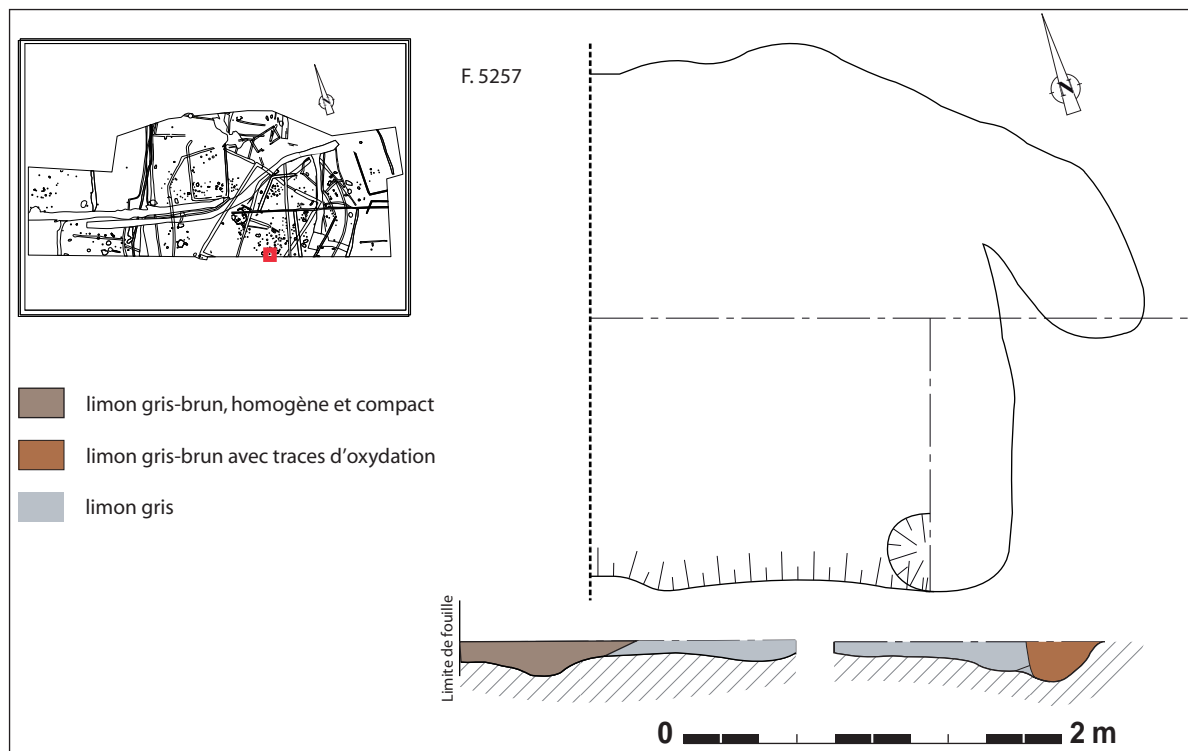 F. 5257
N
N
limon gris-brun, homogène et compact
limon gris-brun avec traces d'oxydation
limon gris
Limite de fouille
0 2 m